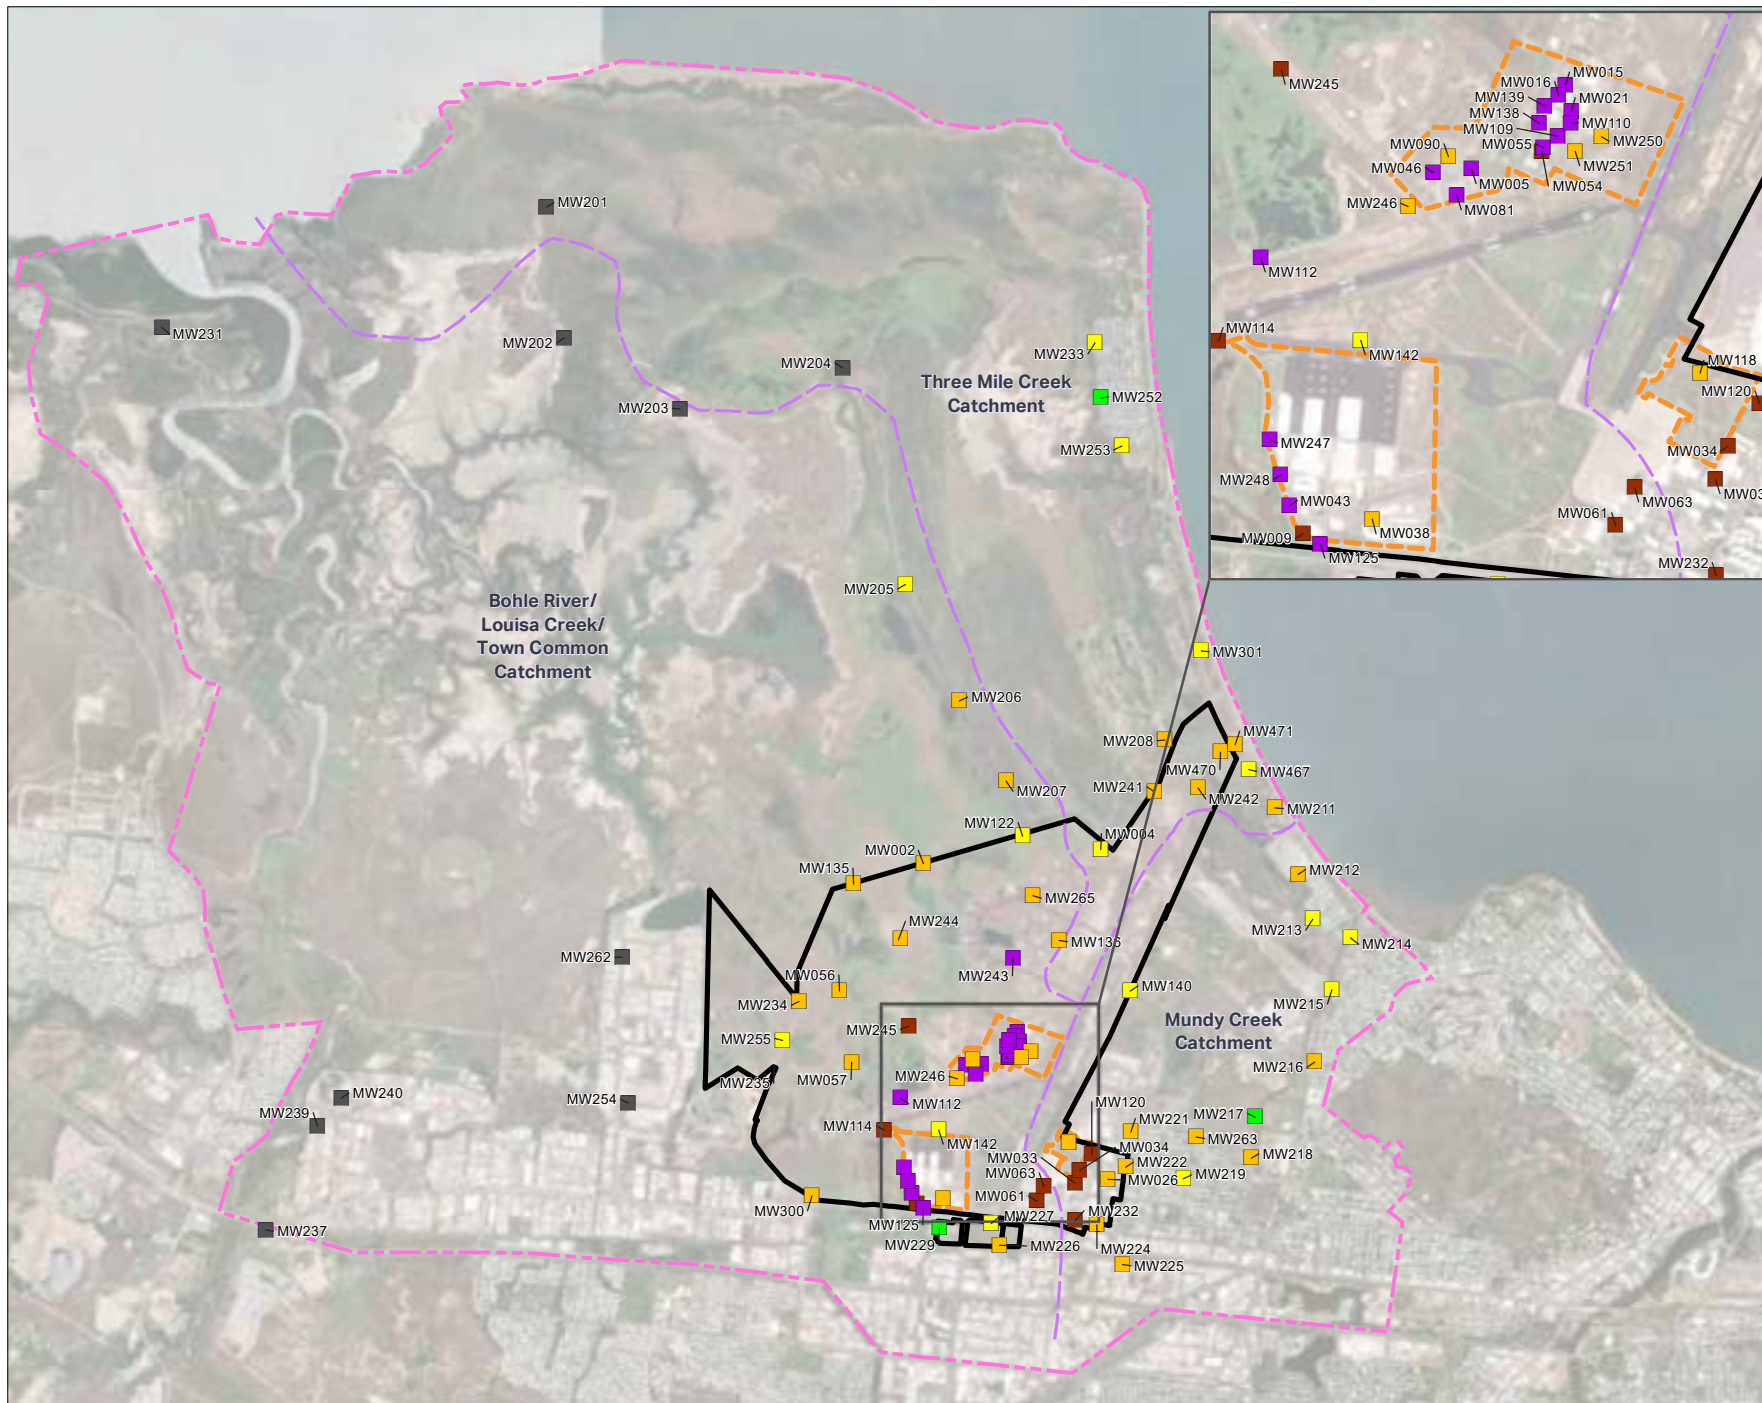 MW245
MW015
MW016
MW139
MW021
MW138
MW110
MW109
MW250
MW055
MW090
MW251
MW046
MW005
MW054
MW246
MW081
MW112
MW114
MW142
MW118
MW120
MW247
MW034
MW248
MW03
MW043
MW063
MW061
MW038
MW009
MW125
MW232
MW201
MW231
MW202
MW204
MW203
MW233
Three Mile Creek
Catchment
MW252
MW253
MW205
Bohle River/
Louisa Creek/
Town Common
Catchment
MW301
MW206
MW208
MW471
MW470
MW467
MW207
MW241
MW242
MW211
MW122
MW004
MW002
MW135
MW212
MW265
MW244
MW213
MW136
MW214
MW262
MW243
MW056
MW234
MW140
MW215
MW245
Mundy Creek
Catchment
MW255
MW216
MW235
MW057
MW246
MW240
MW254
MW112
MW120
MW239
MW217
MW114
MW221
MW142
MW034
MW263
MW033
MW222
MW218
MW063
MW026
MW219
MW061
MW300
MW125
MW227
MW232
MW237
MW229
MW226
MW224
MW225